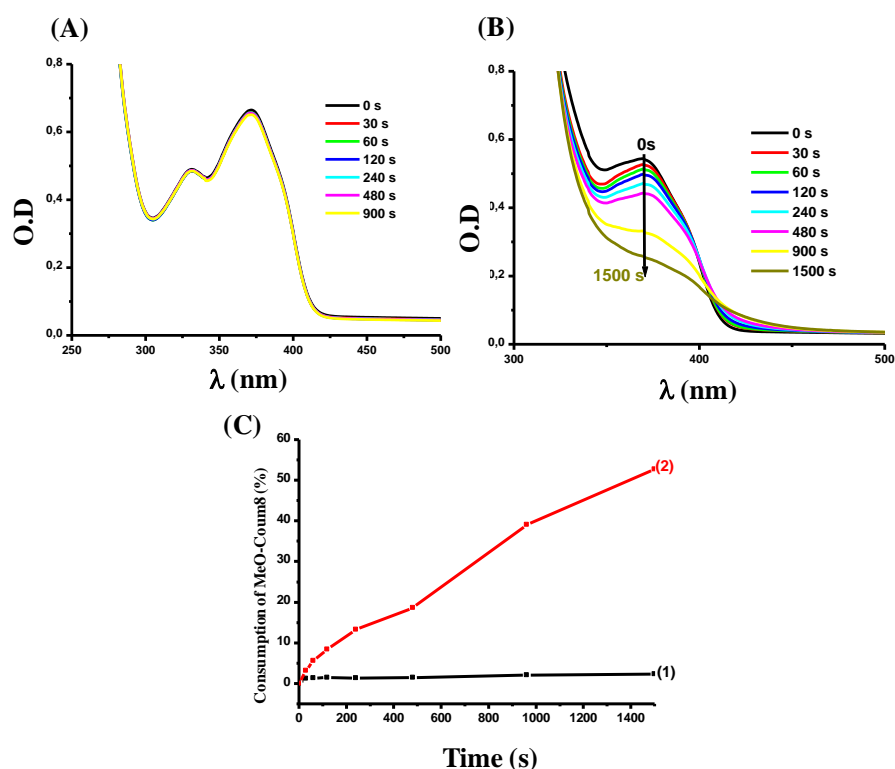 (A)
O.D
0,8
0,6
0,4
0,2
0,0
250 300 350 400 450 500
λ (nm)
0 s
30 s
60 s
120 s
240 s
480 s
900 s
(B)
O.D
0,8
0,6
0,4
0,2
0,0
300 400 500
λ (nm)
0s
1500 s
0 s
30 s
60 s
120 s
240 s
480 s
900 s
1500 s
(C)
Consumption of MeO-Coum8 (%)
60
50
40
30
20
10
0
0 200 400 600 800 1000 1200 1400
Time (s)
(2)
(1)